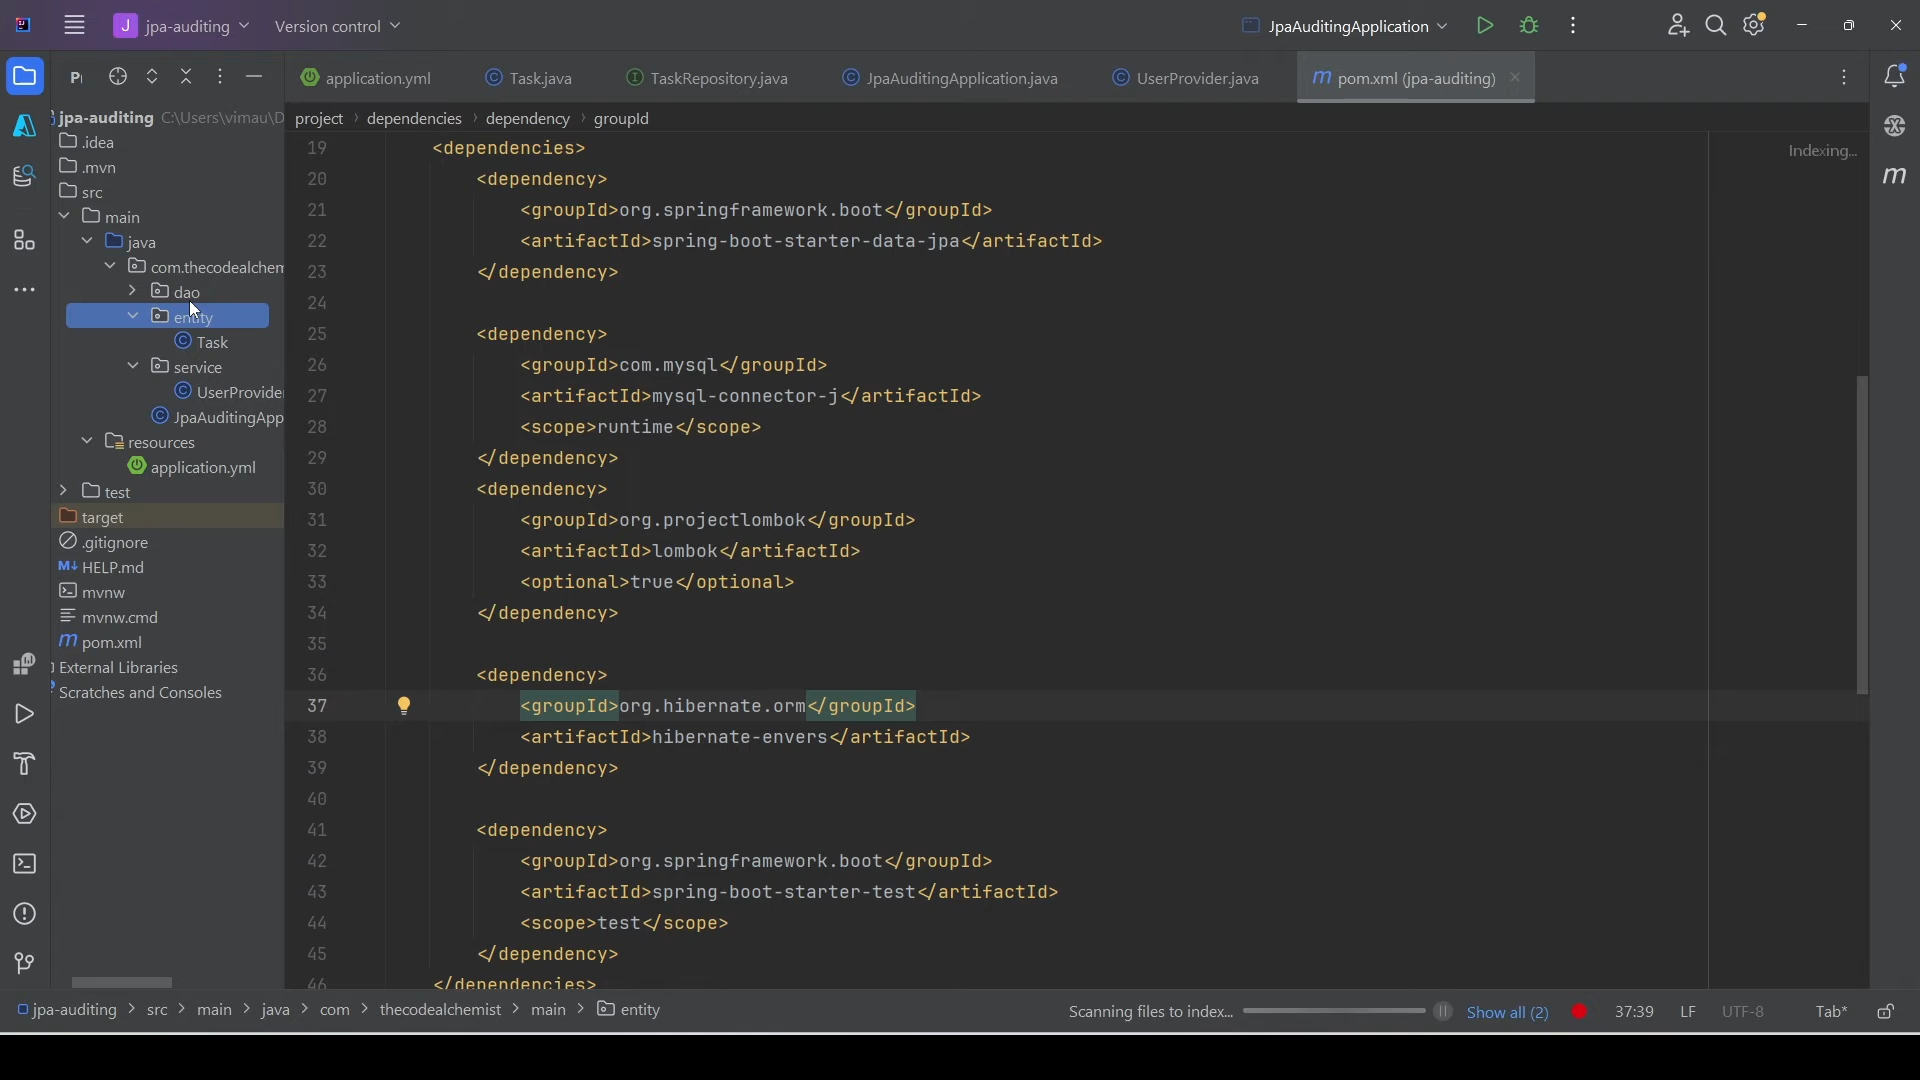 J jpa-auditing Version control JpaAuditingApplication
application.yml Task.java TaskRepository.java JpaAuditingApplication.java UserProvider.java pom.xml (jpa-auditing)
project › dependencies › dependency › groupId
Indexing...
jpa-auditing C:\Users\vimau\D
.idea
.mvn
src
main
java
com.thecodealchem
dao
entity
Task
service
UserProvide
JpaAuditingApp
resources
application.yml
test
target
.gitignore
HELP.md
mvnw
mvnw.cmd
pom.xml
External Libraries
Scratches and Consoles
19 <dependencies>
20 <dependency>
21 <groupId>org.springframework.boot</groupId>
22 <artifactId>spring-boot-starter-data-jpa</artifactId>
23 </dependency>
24
25 <dependency>
26 <groupId>com.mysql</groupId>
27 <artifactId>mysql-connector-j</artifactId>
28 <scope>runtime</scope>
29 </dependency>
30 <dependency>
31 <groupId>org.projectlombok</groupId>
32 <artifactId>lombok</artifactId>
33 <optional>true</optional>
34 </dependency>
35
36 <dependency>
37 <groupId>org.hibernate.orm</groupId>
38 <artifactId>hibernate-envers</artifactId>
39 </dependency>
40
41 <dependency>
42 <groupId>org.springframework.boot</groupId>
43 <artifactId>spring-boot-starter-test</artifactId>
44 <scope>test</scope>
45 </dependency>
46 </dependencies>
jpa-auditing > src > main > java > com > thecodealchemist > main > entity Scanning files to index... Show all (2) 37:39 LF UTF-8 Tab*